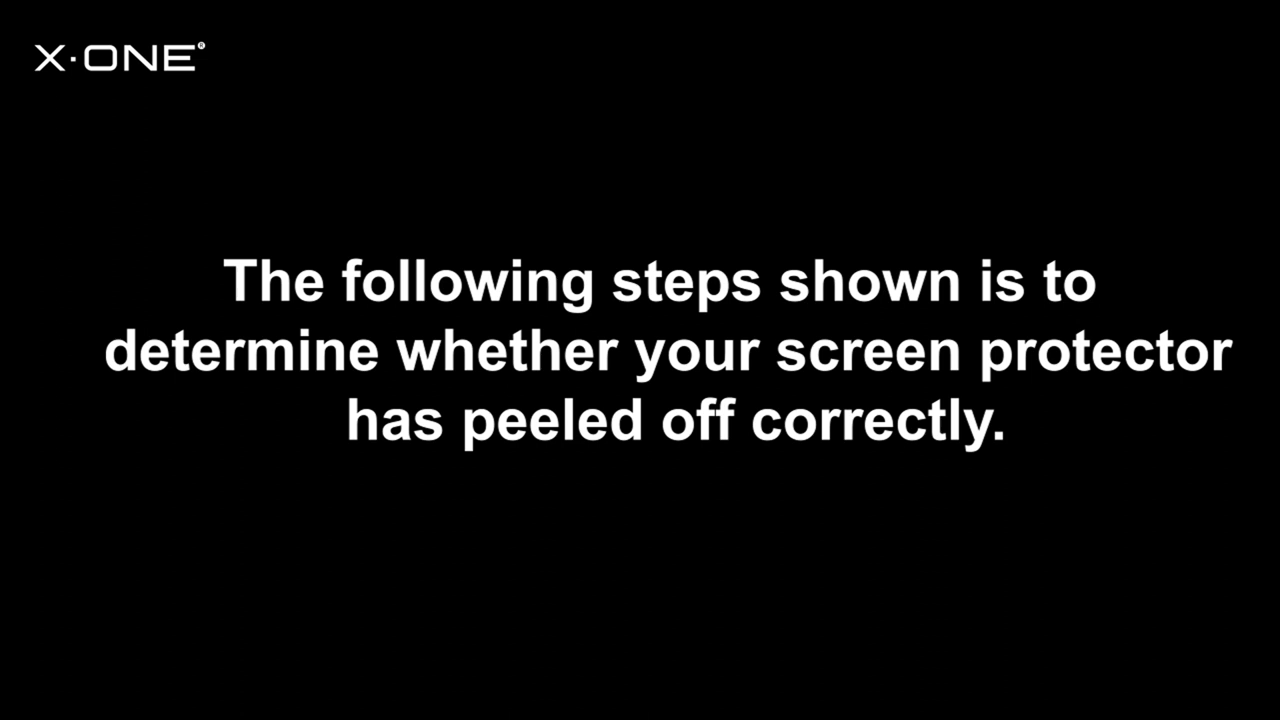 X·ONE®
The following steps shown is to
determine whether your screen protector
has peeled off correctly.